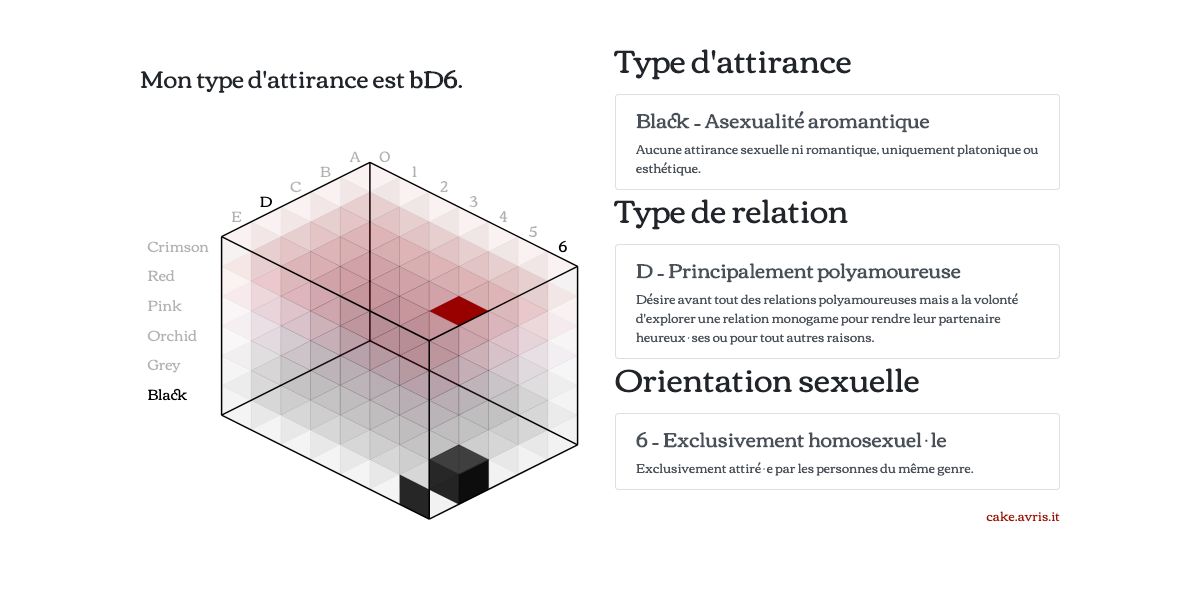 Mon type d'attirance est bD6.
A
B
C
D
E
O
1
2
3
4
5
6
Crimson
Red
Pink
Orchid
Grey
Black
Type d'attirance
Black - Asexualité aromantique
Aucune attirance sexuelle ni romantique, uniquement platonique ou
esthétique.
Type de relation
D - Principalement polyamoureuse
Désire avant tout des relations polyamoureuses mais a la volonté
d'explorer une relation monogame pour rendre leur partenaire
heureux·ses ou pour tout autres raisons.
Orientation sexuelle
6 - Exclusivement homosexuel·le
Exclusivement attiré·e par les personnes du même genre.
cake.avris.it